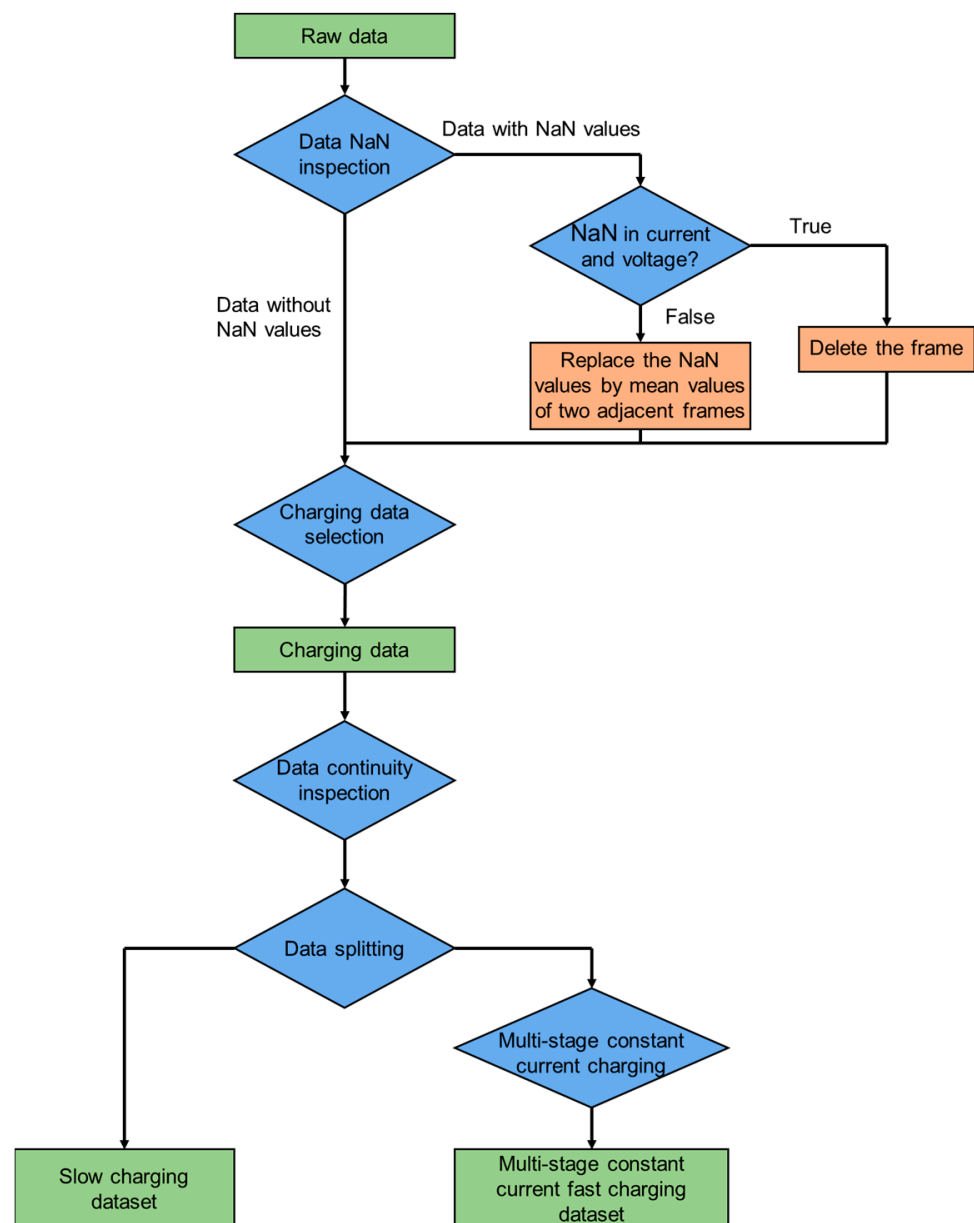 Raw data
Data NaN
inspection
Data with NaN values
NaN in current
and voltage?
True
Data without
NaN values
False
Replace the NaN
values by mean values
of two adjacent frames
Delete the frame
Charging data
selection
Charging data
Data continuity
inspection
Data splitting
Multi-stage constant
current charging
Slow charging
dataset
Multi-stage constant
current fast charging
dataset